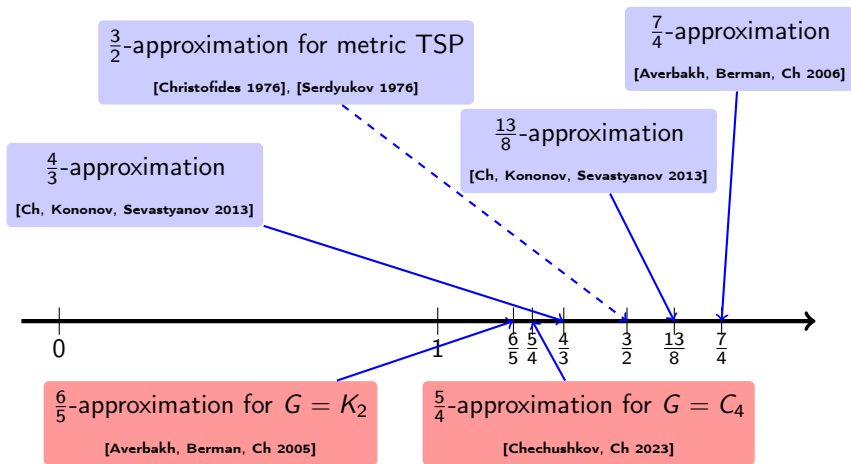 3/2-approximation for metric TSP
[Christofides 1976], [Serdyukov 1976]
7/4-approximation
[Averbakh, Berman, Ch 2006]
13/8-approximation
[Ch, Kononov, Sevastyanov 2013]
4/3-approximation
[Ch, Kononov, Sevastyanov 2013]
0 1 6/5 5/4 4/3 3/2 13/8 7/4
6/5-approximation for G = K₂
[Averbakh, Berman, Ch 2005]
5/4-approximation for G = C₄
[Chechushkov, Ch 2023]